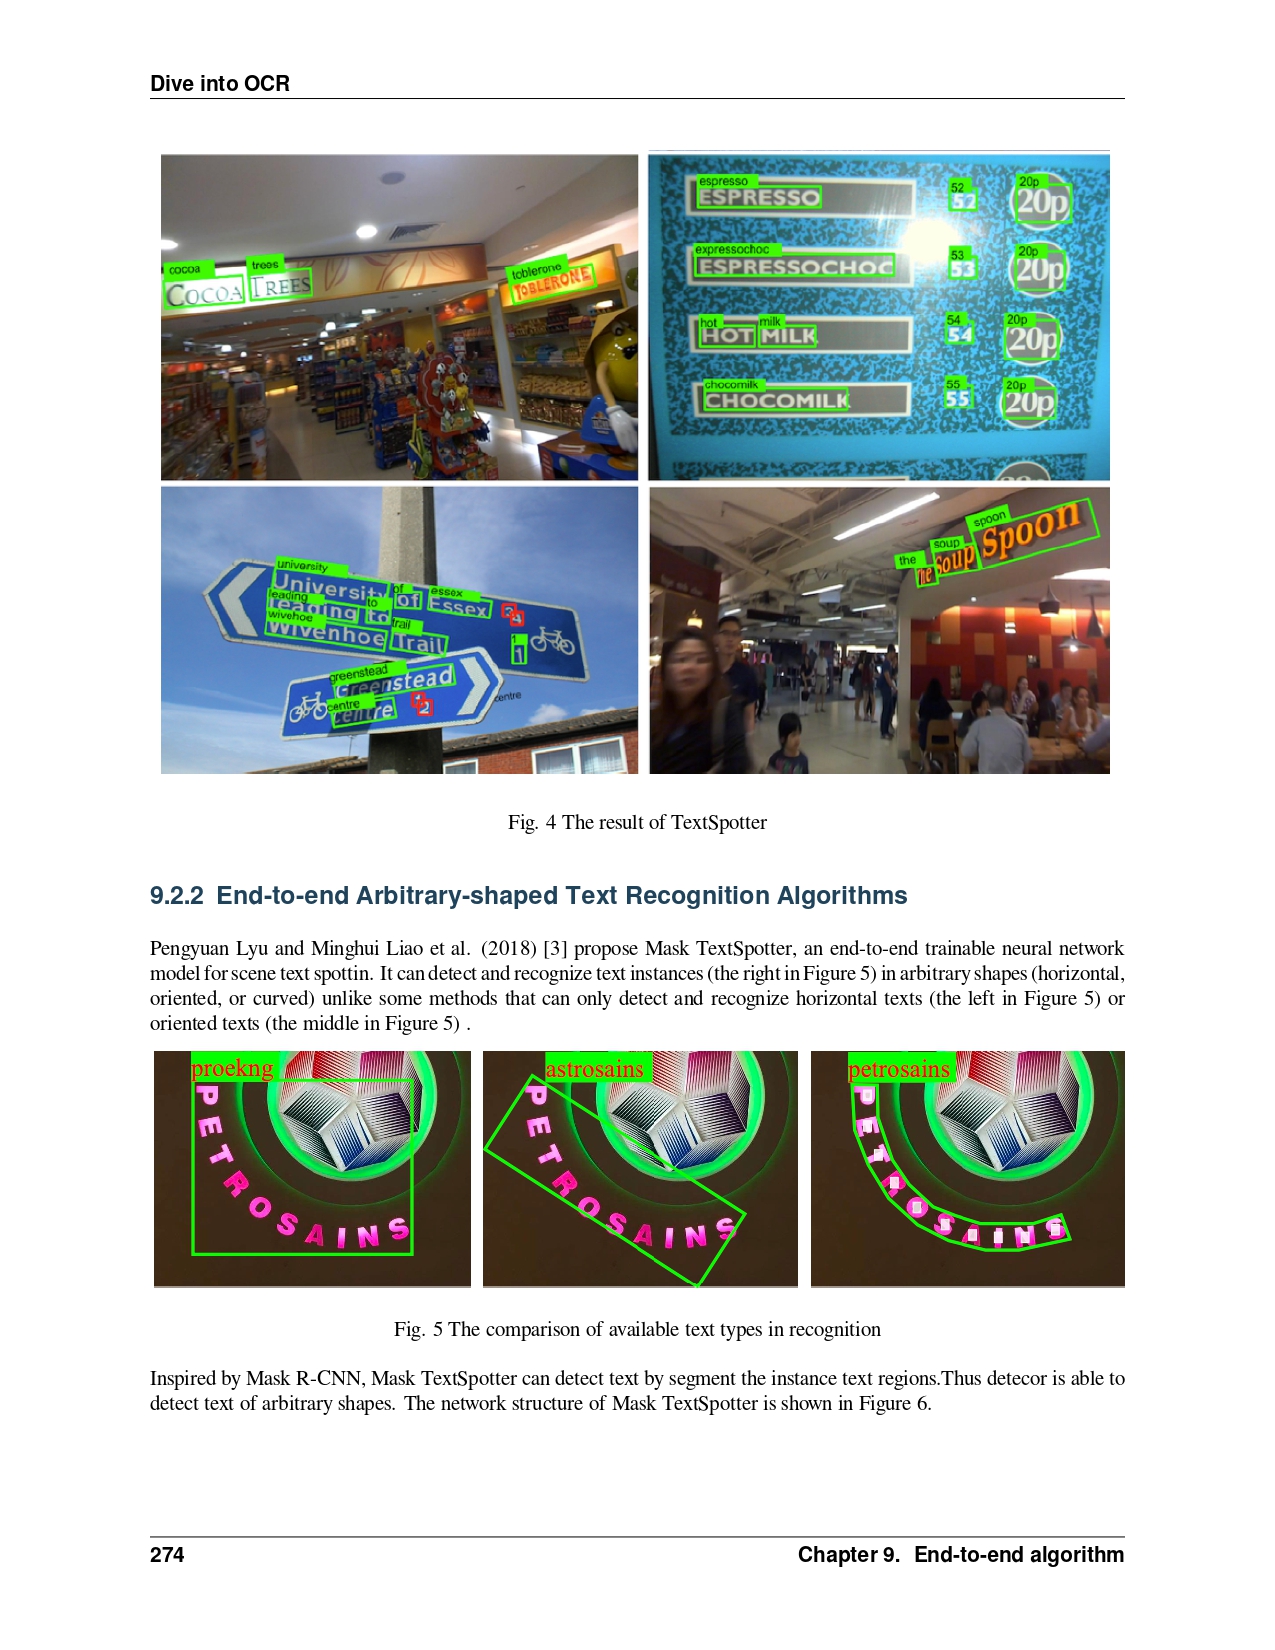 Dive into OCR
cocoa trees
COCOA TREES
toblerone
TOBLERONE
espresso
ESPRESSO
52
52
20p
20p
expressochoc
ESPRESSOCHOC
53
53
20p
20p
hot milk
HOT MILK
54
54
20p
20p
chocomilk
CHOCOMILK
55
55
20p
20p
university of essex
University of Essex
leading to
leading to
wivehoe trail
Wivenhoe Trail
1
1
greenstead
Greenstead
centre
centre
centre
2
the soup spoon
The Soup Spoon
Fig. 4 The result of TextSpotter
9.2.2 End-to-end Arbitrary-shaped Text Recognition Algorithms
Pengyuan Lyu and Minghui Liao et al. (2018) [3] propose Mask TextSpotter, an end-to-end trainable neural network
model for scene text spottin. It can detect and recognize text instances (the right in Figure 5) in arbitrary shapes (horizontal,
oriented, or curved) unlike some methods that can only detect and recognize horizontal texts (the left in Figure 5) or
oriented texts (the middle in Figure 5) .
proekng
PETROSAINS
astrosains
PETROSAINS
petrosains
PETROSAINS
Fig. 5 The comparison of available text types in recognition
Inspired by Mask R-CNN, Mask TextSpotter can detect text by segment the instance text regions.Thus detecor is able to
detect text of arbitrary shapes. The network structure of Mask TextSpotter is shown in Figure 6.
274
Chapter 9. End-to-end algorithm